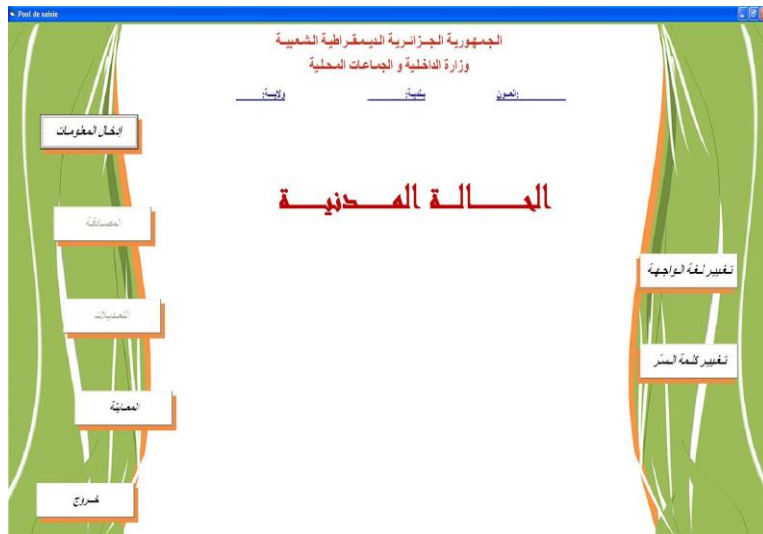 Pool de saisie
الجمهورية الجزائرية الديمقراطية الشعبية
وزارة الداخلية و الجماعات المحلية
العون: بلدية: ولاية:
إدخال المعلومات
الحالة المدنية
المصادقة
تغيير لغة الواجهة
التعديلات
تغيير كلمة السر
المعاينة
خروج